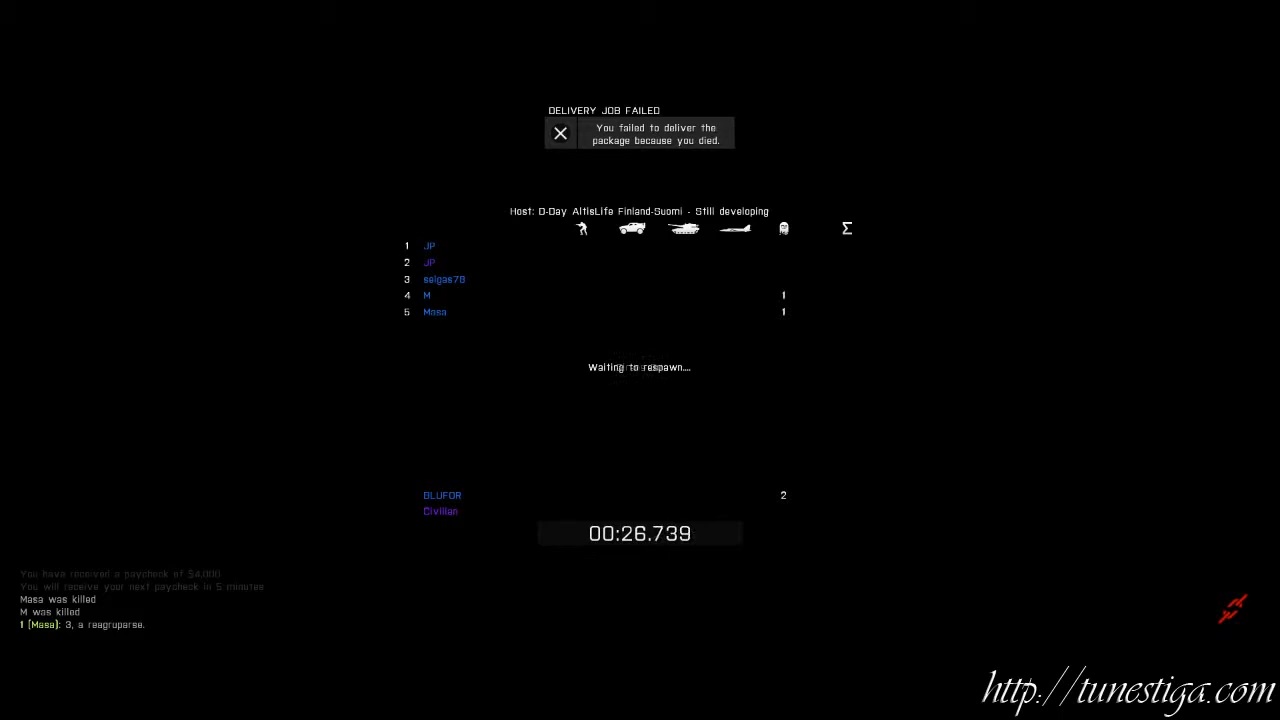 DELIVERY JOB FAILED
You failed to deliver the
package because you died.
Host: D-Day AltisLife Finland-Suomi - Still developing
Σ
1 JP
2 JP
3 selgas78
4 M 1
5 Masa 1
Waiting to respawn....
BLUFOR 2
Civilian
00:26.739
You have received a paycheck of $4,000
You will receive your next paycheck in 5 minutes
Masa was killed
M was killed
1 (Masa): 3, a reagruparse.
http://tunestiga.com